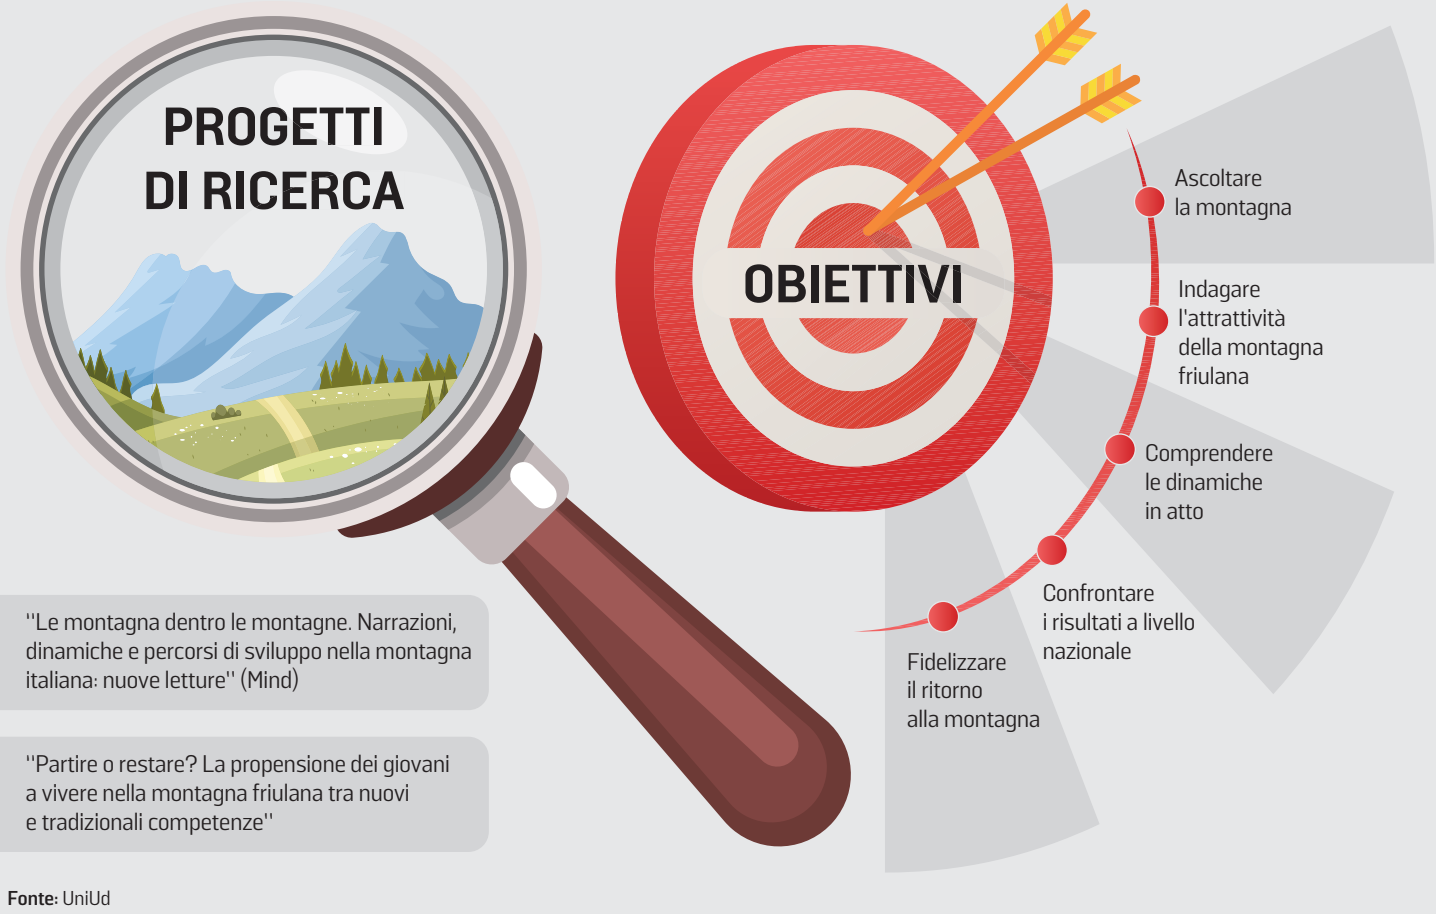 PROGETTI
DI RICERCA
"Le montagna dentro le montagne. Narrazioni,
dinamiche e percorsi di sviluppo nella montagna
italiana: nuove letture" (Mind)
"Partire o restare? La propensione dei giovani
a vivere nella montagna friulana tra nuovi
e tradizionali competenze"
OBIETTIVI
Ascoltare
la montagna
Indagare
l'attrattività
della montagna
friulana
Comprendere
le dinamiche
in atto
Confrontare
i risultati a livello
nazionale
Fidelizzare
il ritorno
alla montagna
Fonte: UniUd